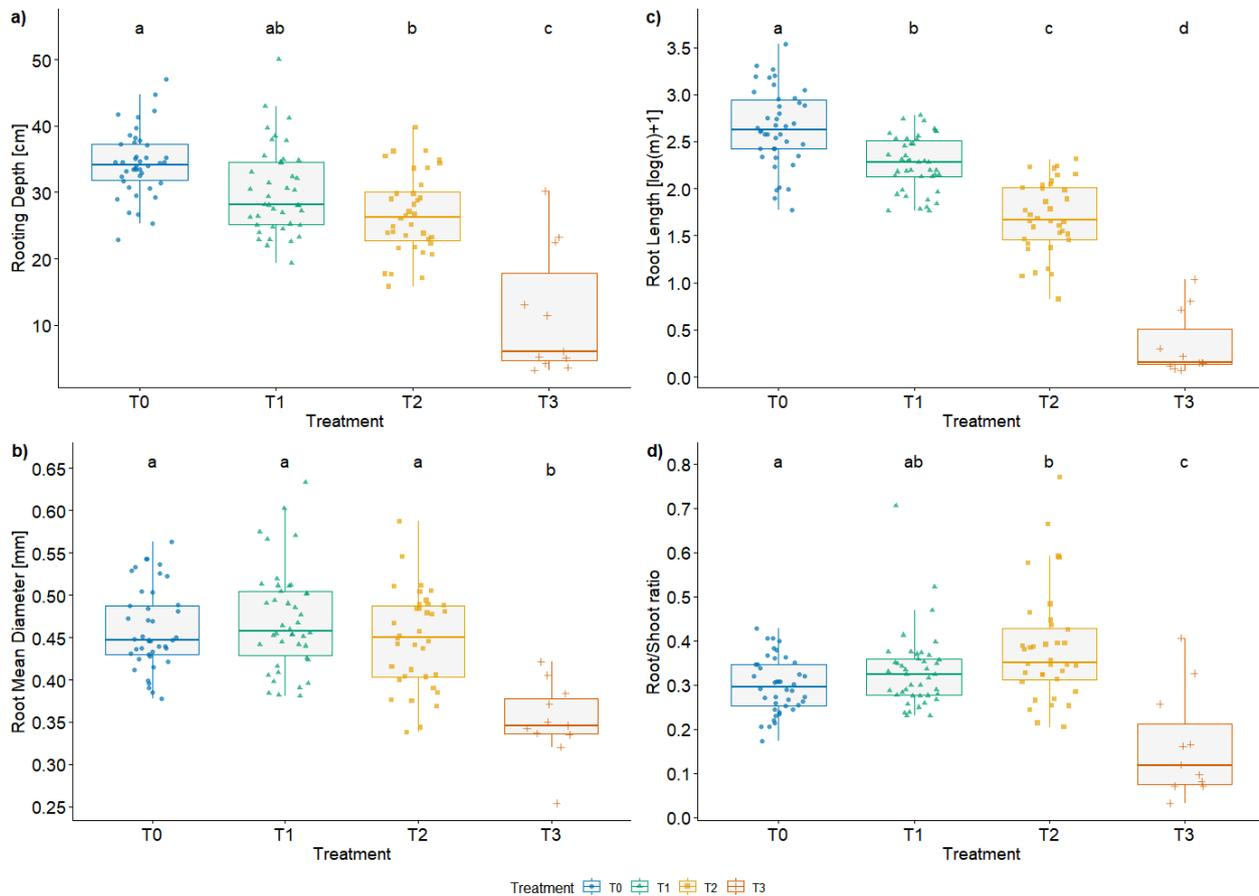 a)
a ab b c
50
40
30
20
10
Rooting Depth [cm]
T0 T1 T2 T3
Treatment
c)
a b c d
3.5
3.0
2.5
2.0
1.5
1.0
0.5
0.0
Root Length [log(m)+1]
T0 T1 T2 T3
Treatment
b)
a a a b
0.65
0.60
0.55
0.50
0.45
0.40
0.35
0.30
0.25
Root Mean Diameter [mm]
T0 T1 T2 T3
Treatment
d)
a ab b c
0.8
0.7
0.6
0.5
0.4
0.3
0.2
0.1
0.0
Root/Shoot ratio
T0 T1 T2 T3
Treatment
Treatment T0 T1 T2 T3